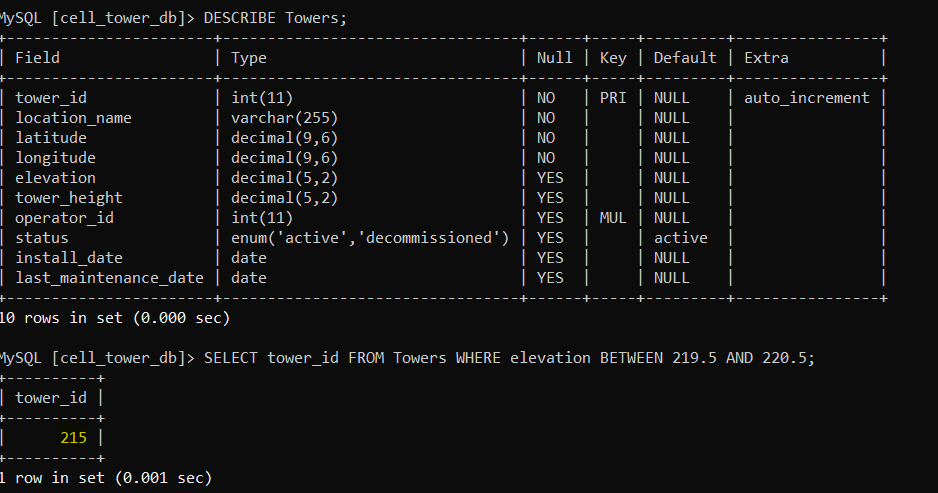 MySQL [cell_tower_db]> DESCRIBE Towers;
+-----------------------+---------------------------------+------+-----+---------+----------------+
| Field                 | Type                            | Null | Key | Default | Extra          |
+-----------------------+---------------------------------+------+-----+---------+----------------+
| tower_id              | int(11)                         | NO   | PRI | NULL    | auto_increment |
| location_name         | varchar(255)                    | NO   |     | NULL    |                |
| latitude              | decimal(9,6)                    | NO   |     | NULL    |                |
| longitude             | decimal(9,6)                    | NO   |     | NULL    |                |
| elevation             | decimal(5,2)                    | YES  |     | NULL    |                |
| tower_height          | decimal(5,2)                    | YES  |     | NULL    |                |
| operator_id           | int(11)                         | YES  | MUL | NULL    |                |
| status                | enum('active','decommissioned') | YES  |     | active  |                |
| install_date          | date                            | YES  |     | NULL    |                |
| last_maintenance_date | date                            | YES  |     | NULL    |                |
+-----------------------+---------------------------------+------+-----+---------+----------------+
10 rows in set (0.000 sec)

MySQL [cell_tower_db]> SELECT tower_id FROM Towers WHERE elevation BETWEEN 219.5 AND 220.5;
+----------+
| tower_id |
+----------+
|      215 |
+----------+
1 row in set (0.001 sec)